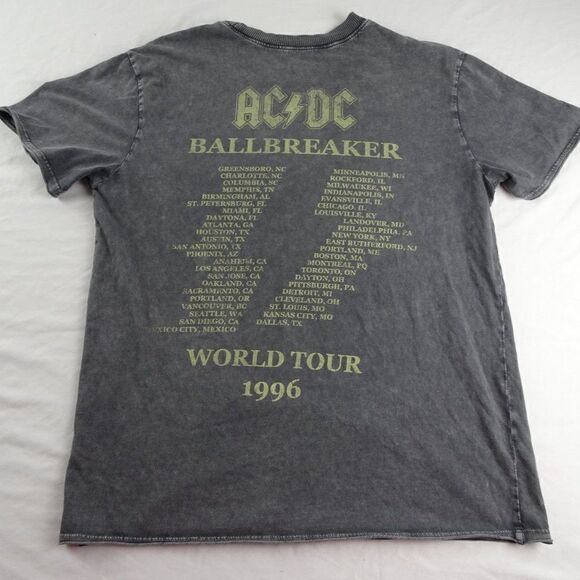 AC DC
BALLBREAKER
GREENSBORO, NC
CHARLOTTE, NC
COLUMBIA, SC
MEMPHIS, TN
BIRMINGHAM, AL
ST. PETERSBURG, FL
MIAMI, FL
DAYTONA, FL
ATLANTA, GA
HOUSTON, TX
AUSTIN, TX
SAN ANTONIO, TX
PHOENIX, AZ
ANAHEIM, CA
LOS ANGELES, CA
SAN JOSE, CA
OAKLAND, CA
SACRAMENTO, CA
PORTLAND, OR
VANCOUVER, BC
SEATTLE, WA
SAN DIEGO, CA
MEXICO CITY, MEXICO
MINNEAPOLIS, MN
ROCKFORD, IL
MILWAUKEE, WI
INDIANAPOLIS, IN
EVANSVILLE, IL
CHICAGO, IL
LOUISVILLE, KY
LANDOVER, MD
PHILADELPHIA, PA
NEW YORK, NY
EAST RUTHERFORD, NJ
PORTLAND, ME
BOSTON, MA
MONTREAL, PQ
TORONTO, ON
DAYTON, OH
PITTSBURGH, PA
DETROIT, MI
CLEVELAND, OH
ST. LOUIS, MO
KANSAS CITY, MO
DALLAS, TX
WORLD TOUR
1996